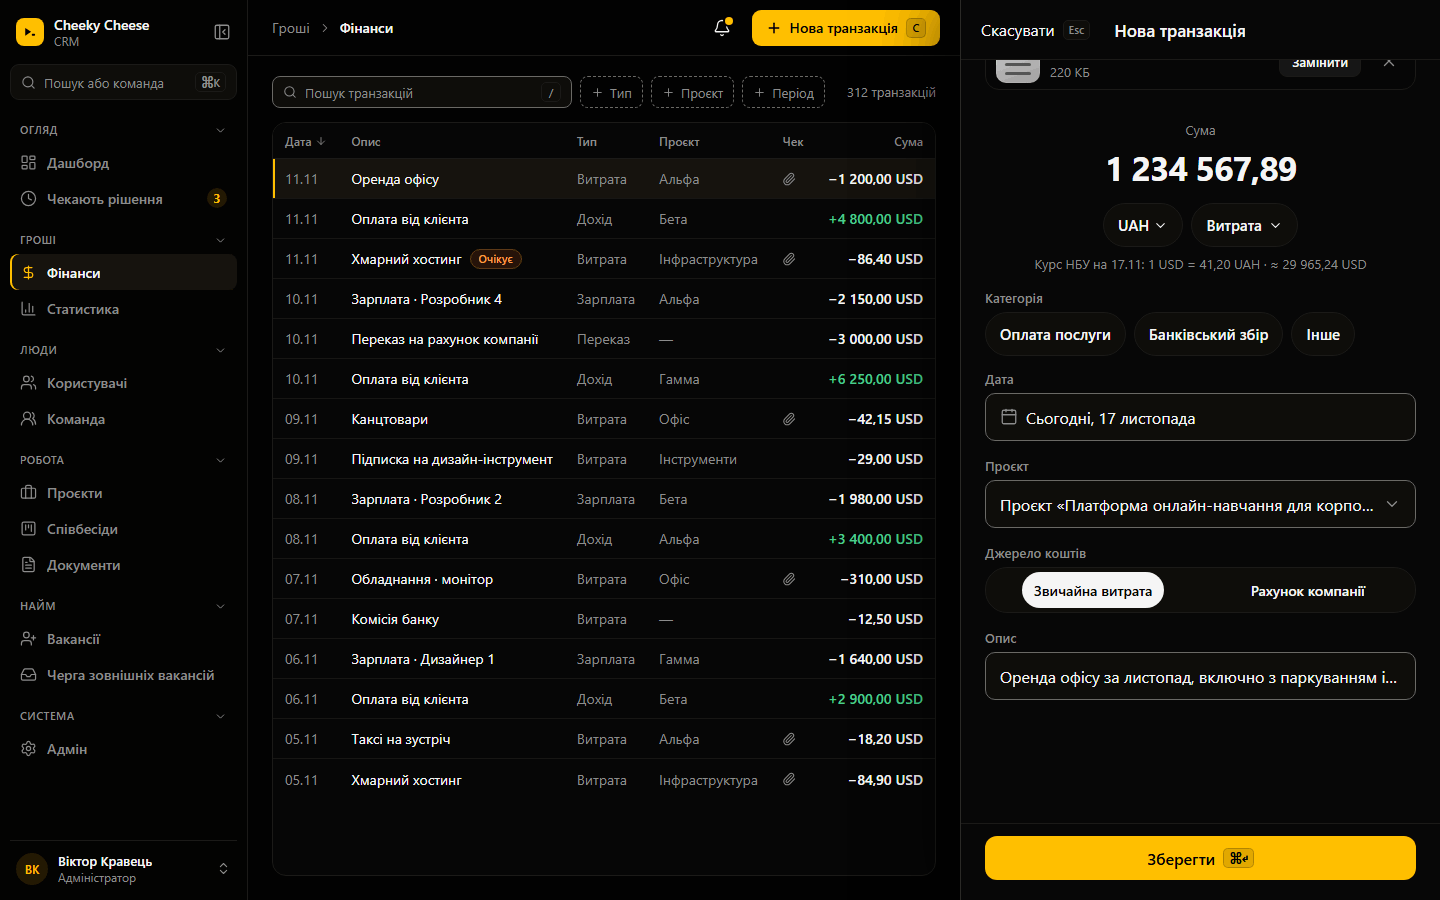 Cheeky Cheese
CRM
Пошук або команда ⌘K
ОГЛЯД
Дашборд
Чекають рішення 3
ГРОШІ
Фінанси
Статистика
ЛЮДИ
Користувачі
Команда
РОБОТА
Проєкти
Співбесіди
Документи
НАЙМ
Вакансії
Черга зовнішніх вакансій
СИСТЕМА
Адмін
ВК Віктор Кравець
Адміністратор
Гроші Фінанси
+ Нова транзакція C
Пошук транзакцій /
+ Тип + Проєкт + Період 312 транзакцій
Дата ↓ Опис Тип Проєкт Чек Сума
11.11 Оренда офісу Витрата Альфа −1 200,00 USD
11.11 Оплата від клієнта Дохід Бета +4 800,00 USD
11.11 Хмарний хостинг Очікує Витрата Інфраструктура −86,40 USD
10.11 Зарплата · Розробник 4 Зарплата Альфа −2 150,00 USD
10.11 Переказ на рахунок компанії Переказ — −3 000,00 USD
10.11 Оплата від клієнта Дохід Гамма +6 250,00 USD
09.11 Канцтовари Витрата Офіс −42,15 USD
09.11 Підписка на дизайн-інструмент Витрата Інструменти −29,00 USD
08.11 Зарплата · Розробник 2 Зарплата Бета −1 980,00 USD
08.11 Оплата від клієнта Дохід Альфа +3 400,00 USD
07.11 Обладнання · монітор Витрата Офіс −310,00 USD
07.11 Комісія банку Витрата — −12,50 USD
06.11 Зарплата · Дизайнер 1 Зарплата Гамма −1 640,00 USD
06.11 Оплата від клієнта Дохід Бета +2 900,00 USD
05.11 Таксі на зустріч Витрата Альфа −18,20 USD
05.11 Хмарний хостинг Витрата Інфраструктура −84,90 USD
Скасувати Esc Нова транзакція
220 КБ Замінити
Сума
1 234 567,89
UAH Витрата
Курс НБУ на 17.11: 1 USD = 41,20 UAH · ≈ 29 965,24 USD
Категорія
Оплата послуги Банківський збір Інше
Дата
Сьогодні, 17 листопада
Проєкт
Проєкт «Платформа онлайн-навчання для корпо...
Джерело коштів
Звичайна витрата Рахунок компанії
Опис
Оренда офісу за листопад, включно з паркуванням і...
Зберегти ⌘↵